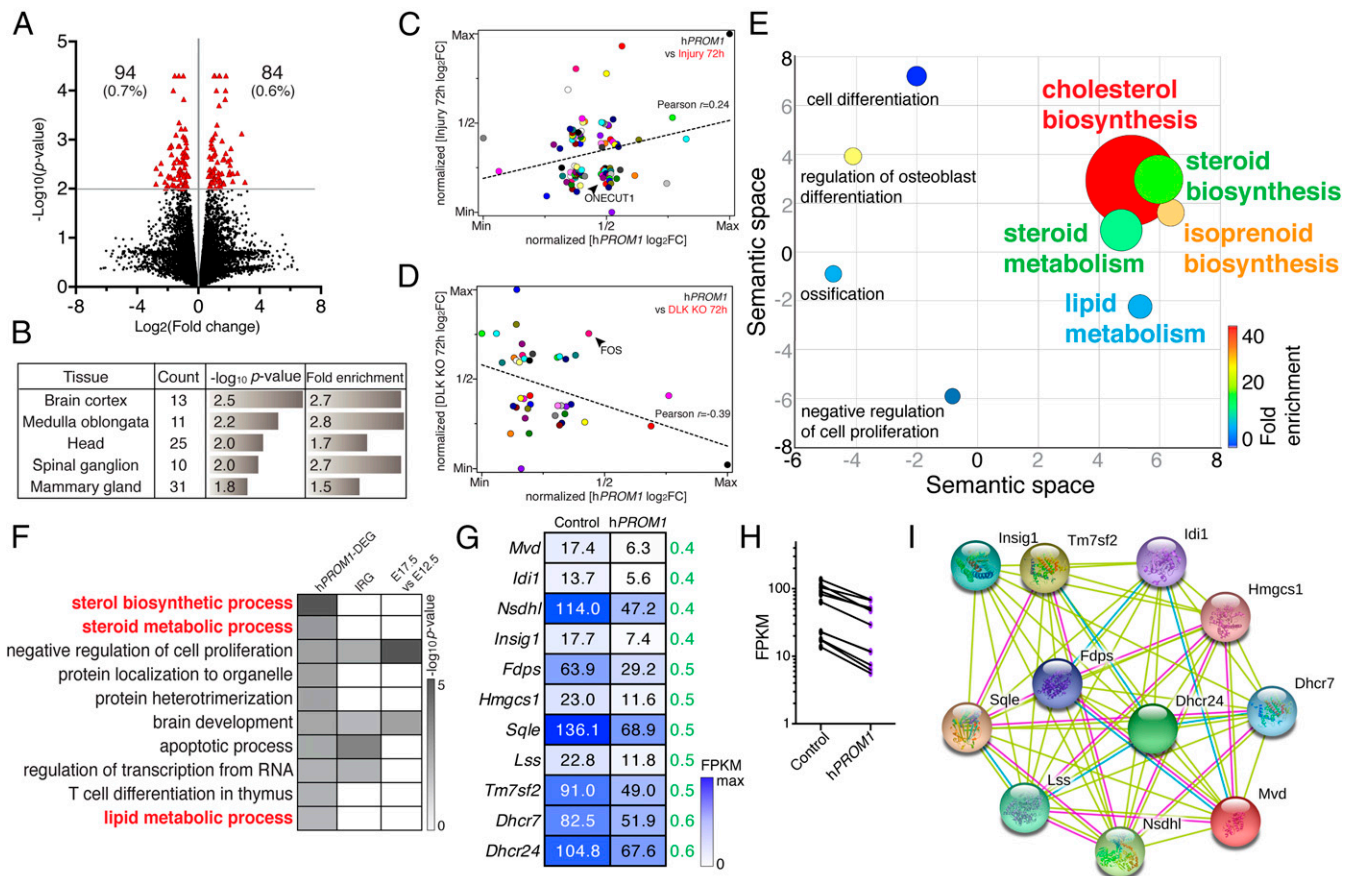 A
5
4
3
2
1
0
-Log10(p-value)
94
(0.7%)
84
(0.6%)
-8
-4
0
4
8
Log2(Fold change)
B
Tissue Count -log10 p-value Fold enrichment
Brain cortex 13 2.5 2.7
Medulla oblongata 11 2.2 2.8
Head 25 2.0 1.7
Spinal ganglion 10 2.0 2.7
Mammary gland 31 1.8 1.5
C
Max
1/2
Min
normalized [Injury 72h log2FC]
hPROM1
vs Injury 72h
Pearson r=0.24
ONECUT1
Min
1/2
Max
normalized [hPROM1 log2FC]
D
Max
1/2
Min
normalized [DLK KO 72h log2FC]
hPROM1
vs DLK KO 72h
FOS
Pearson r=-0.39
Min
1/2
Max
normalized [hPROM1 log2FC]
E
8
6
4
2
0
-2
-4
-6
-8
Semantic space
cell differentiation
regulation of osteoblast
differentiation
ossification
negative regulation
of cell proliferation
cholesterol
biosynthesis
steroid
biosynthesis
steroid
metabolism
isoprenoid
biosynthesis
lipid
metabolism
40
20
0
Fold
enrichment
-6
-4
-2
0
2
4
6
8
Semantic space
F
hPROM1-DEG
IRG
E17.5
vs E12.5
sterol biosynthetic process
steroid metabolic process
negative regulation of cell proliferation
protein localization to organelle
protein heterotrimerization
brain development
apoptotic process
regulation of transcription from RNA
T cell differentiation in thymus
lipid metabolic process
-log10 p-value
5
0
G
Control hPROM1
Mvd 17.4 6.3 0.4
Idi1 13.7 5.6 0.4
Nsdhl 114.0 47.2 0.4
Insig1 17.7 7.4 0.4
Fdps 63.9 29.2 0.5
Hmgcs1 23.0 11.6 0.5
Sqle 136.1 68.9 0.5
Lss 22.8 11.8 0.5
Tm7sf2 91.0 49.0 0.5
Dhcr7 82.5 51.9 0.6
Dhcr24 104.8 67.6 0.6
FPKM
max
0
H
100
10
1
FPKM
Control
hPROM1
I
Insig1
Tm7sf2
Idi1
Hmgcs1
Fdps
Dhcr7
Sqle
Dhcr24
Lss
Mvd
Nsdhl